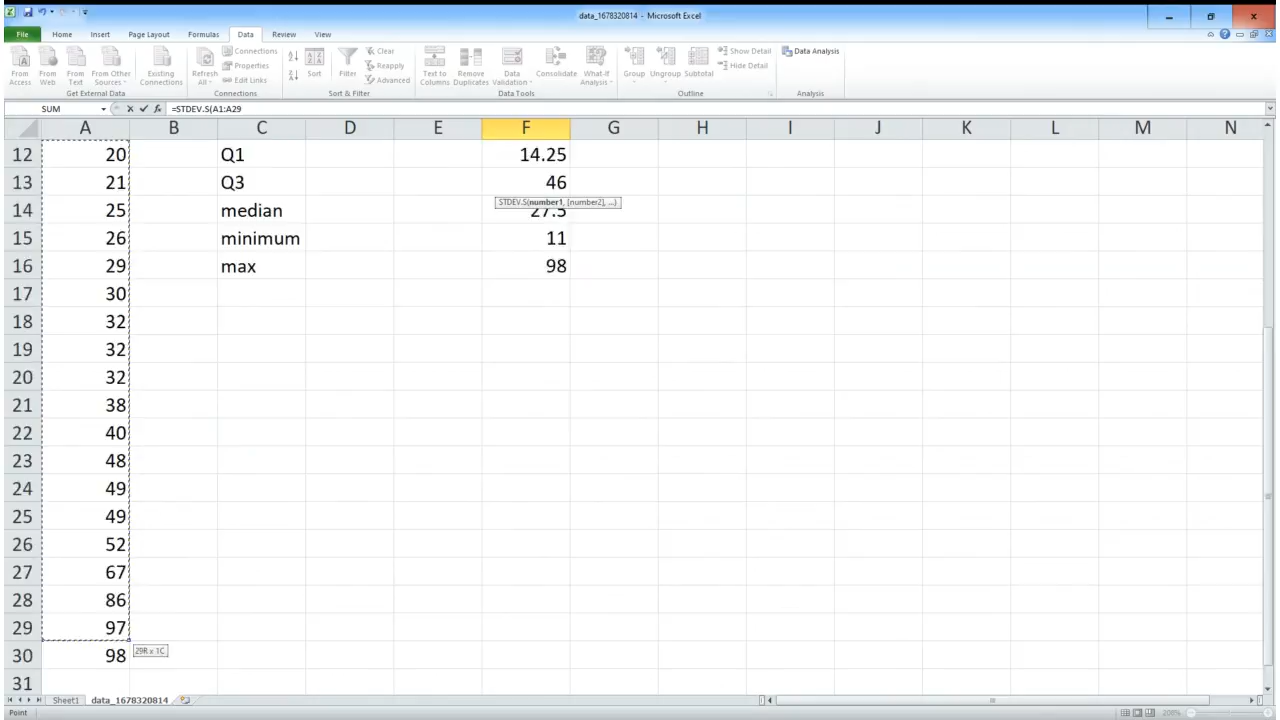 data_1678320814 - Microsoft Excel
File Home Insert Page Layout Formulas Data Review View
From Access
From Web
From Text
From Other Sources
Existing Connections
Get External Data
Refresh All
Connections
Properties
Edit Links
Connections
Sort
Filter
Clear
Reapply
Advanced
Sort & Filter
Text to Columns
Remove Duplicates
Data Validation
Consolidate
What-If Analysis
Data Tools
Group
Ungroup
Subtotal
Show Detail
Hide Detail
Outline
Data Analysis
Analysis
SUM fx =STDEV.S(A1:A29
A B C D E F G H I J K L M N
12 20 Q1 14.25
13 21 Q3 46
STDEV.S(number1, [number2], ...)
14 25 median 27.5
15 26 minimum 11
16 29 max 98
17 30
18 32
19 32
20 32
21 38
22 40
23 48
24 49
25 49
26 52
27 67
28 86
29 97
30 98 29R x 1C
31
Sheet1 data_1678320814
Point 208%